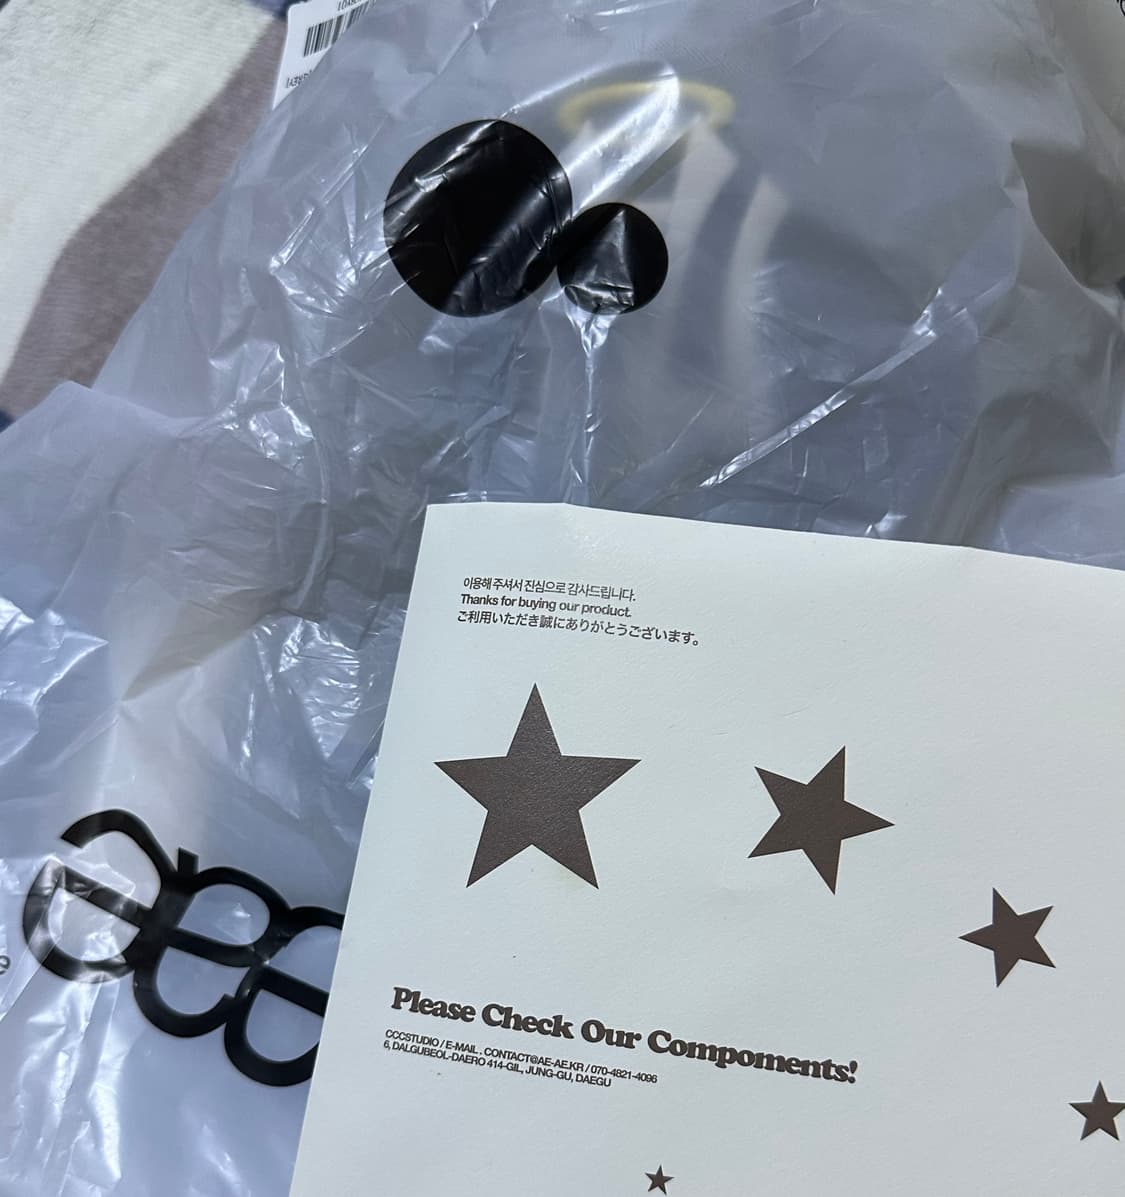 이용해 주셔서 진심으로 감사드립니다.
Thanks for buying our product.
ご利用いただき誠にありがとうございます。
Please Check Our Compoments!
CCCSTUDIO / E-MAIL . CONTACT@AE-AE.KR / 070-4821-4096
6, DALGUBEOL-DAERO 414-GIL, JUNG-GU, DAEGU